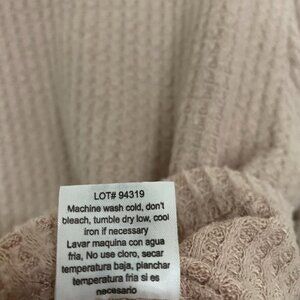 LOT# 94319
Machine wash cold, don't
bleach, tumble dry low, cool
iron if necessary
Lavar maquina con agua
fria, No use cloro, secar
temperatura baja, planchar
temperatura fria si es
necesario